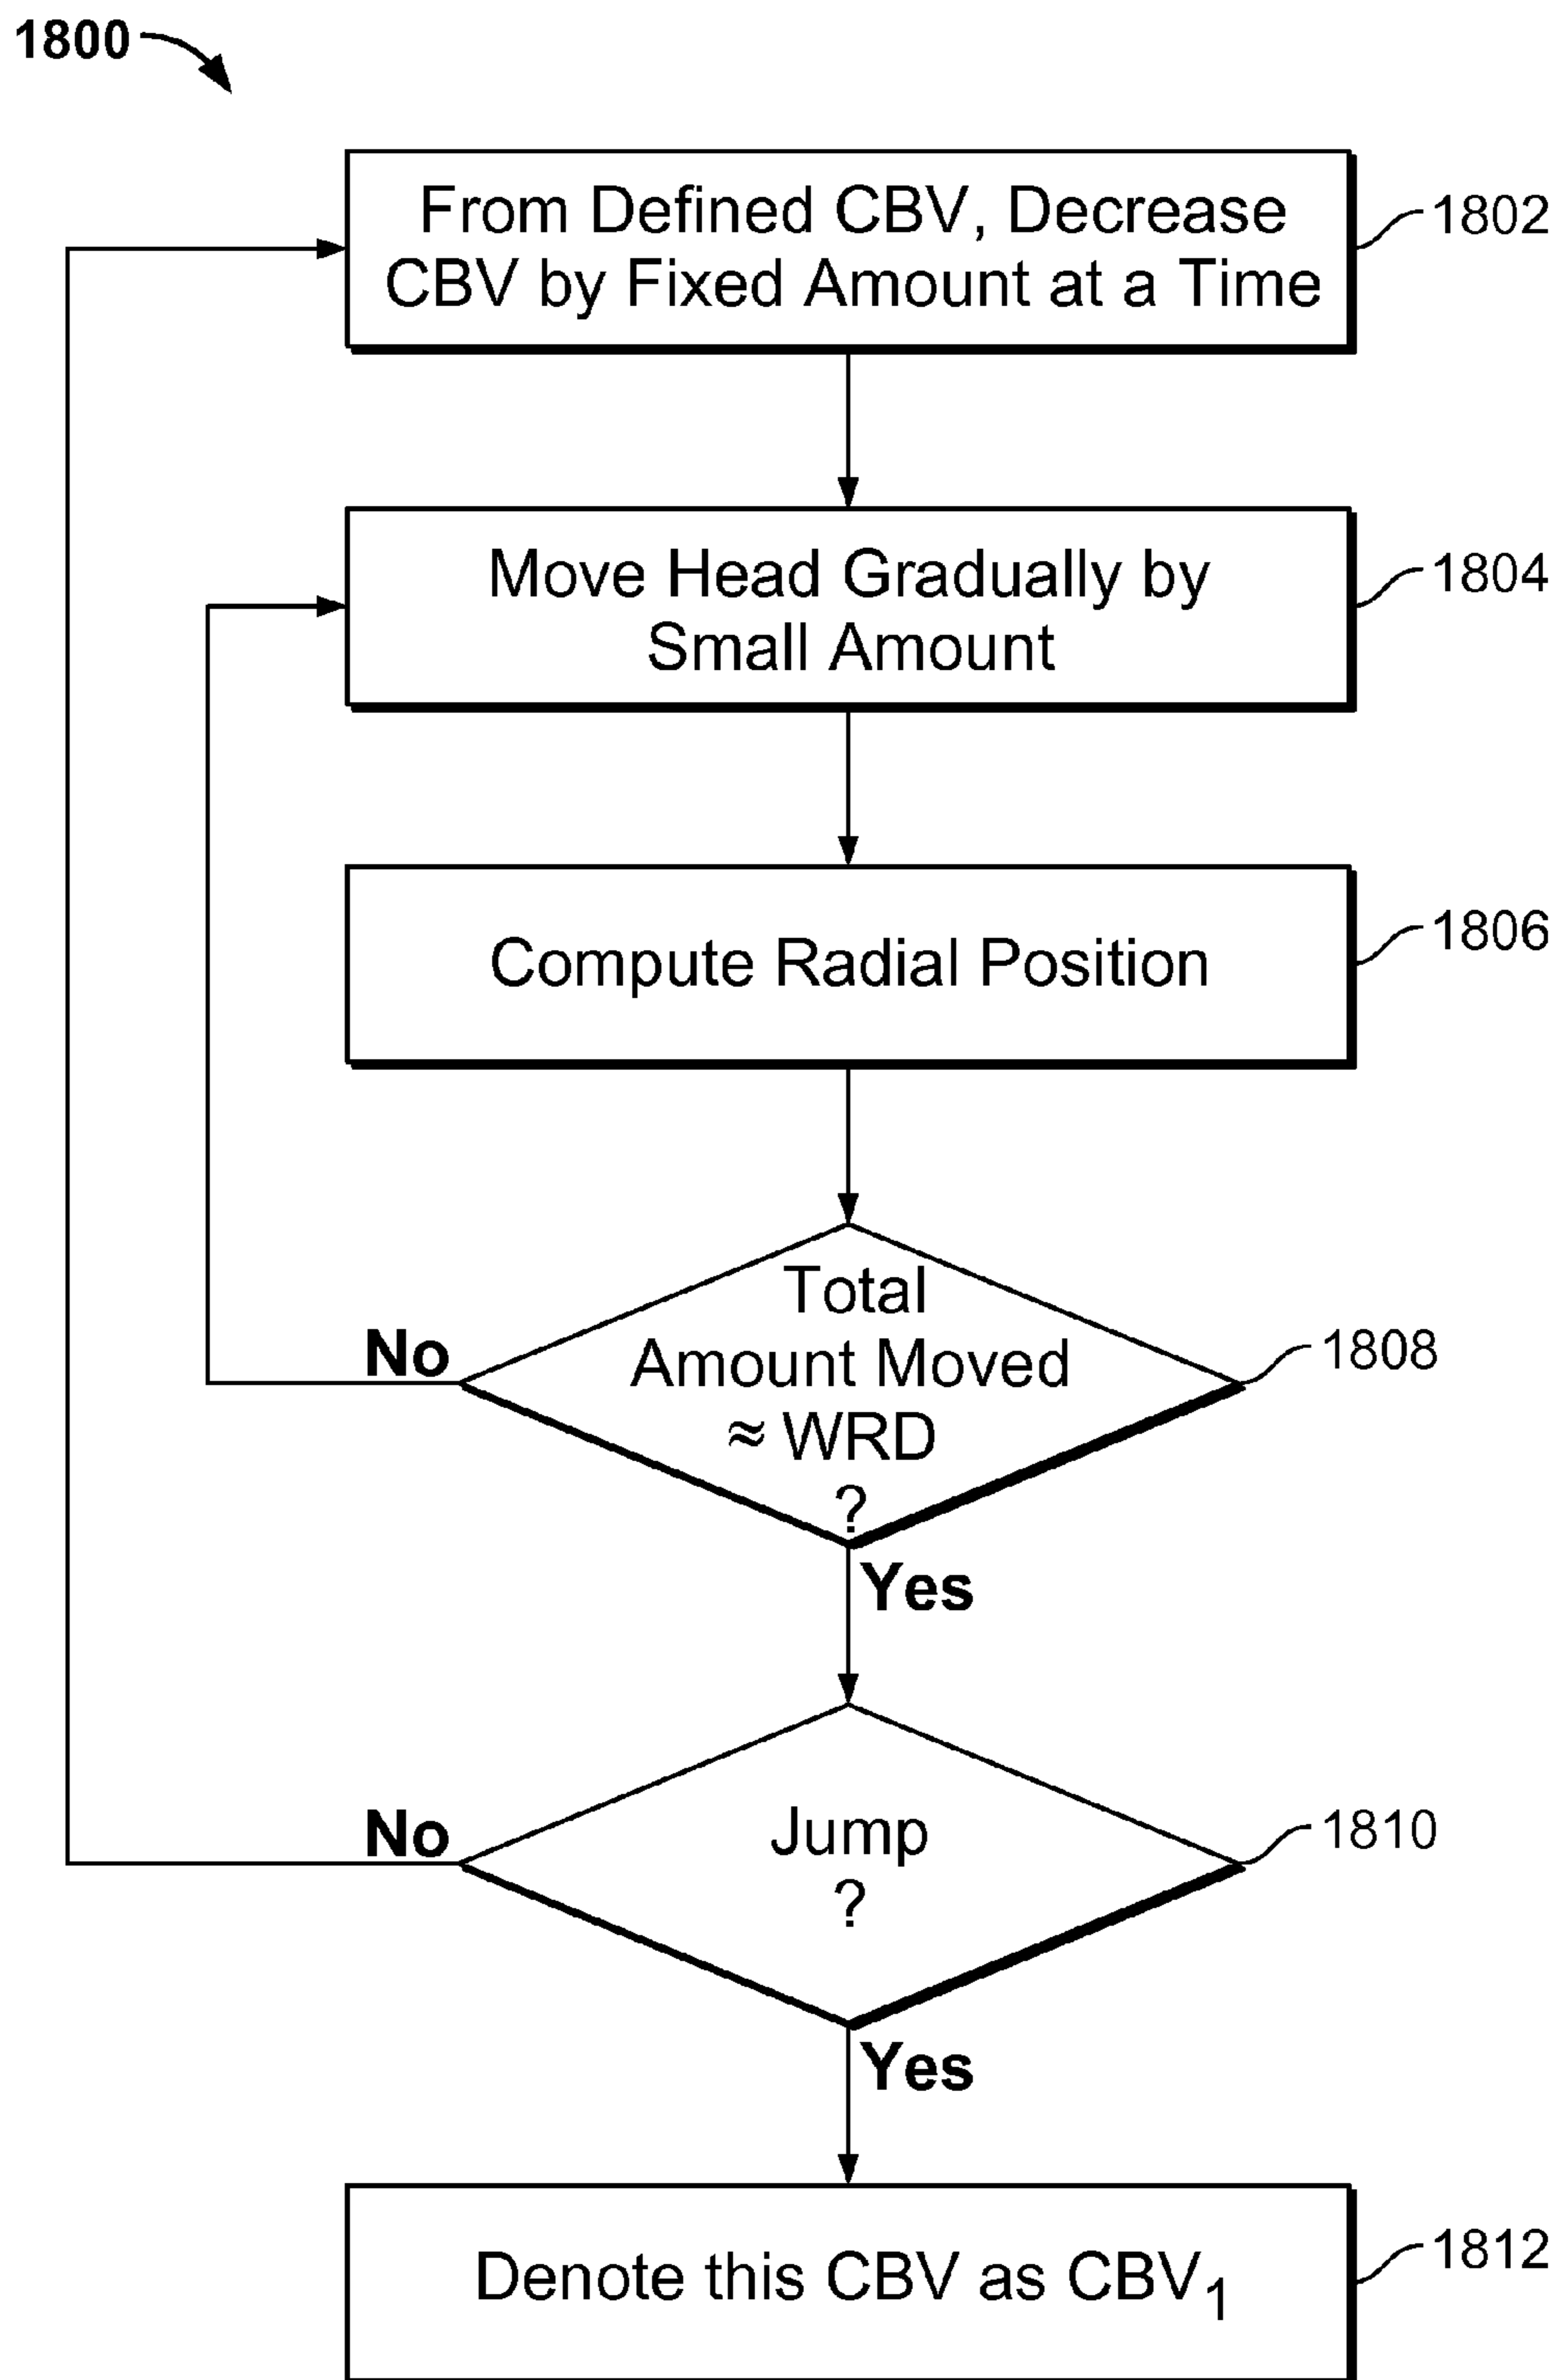 1800
From Defined CBV, Decrease
CBV by Fixed Amount at a Time
1802
Move Head Gradually by
Small Amount
1804
Compute Radial Position
1806
Total
Amount Moved
≈ WRD
?
1808
No
Yes
Jump
?
1810
No
Yes
Denote this CBV as CBV₁
1812